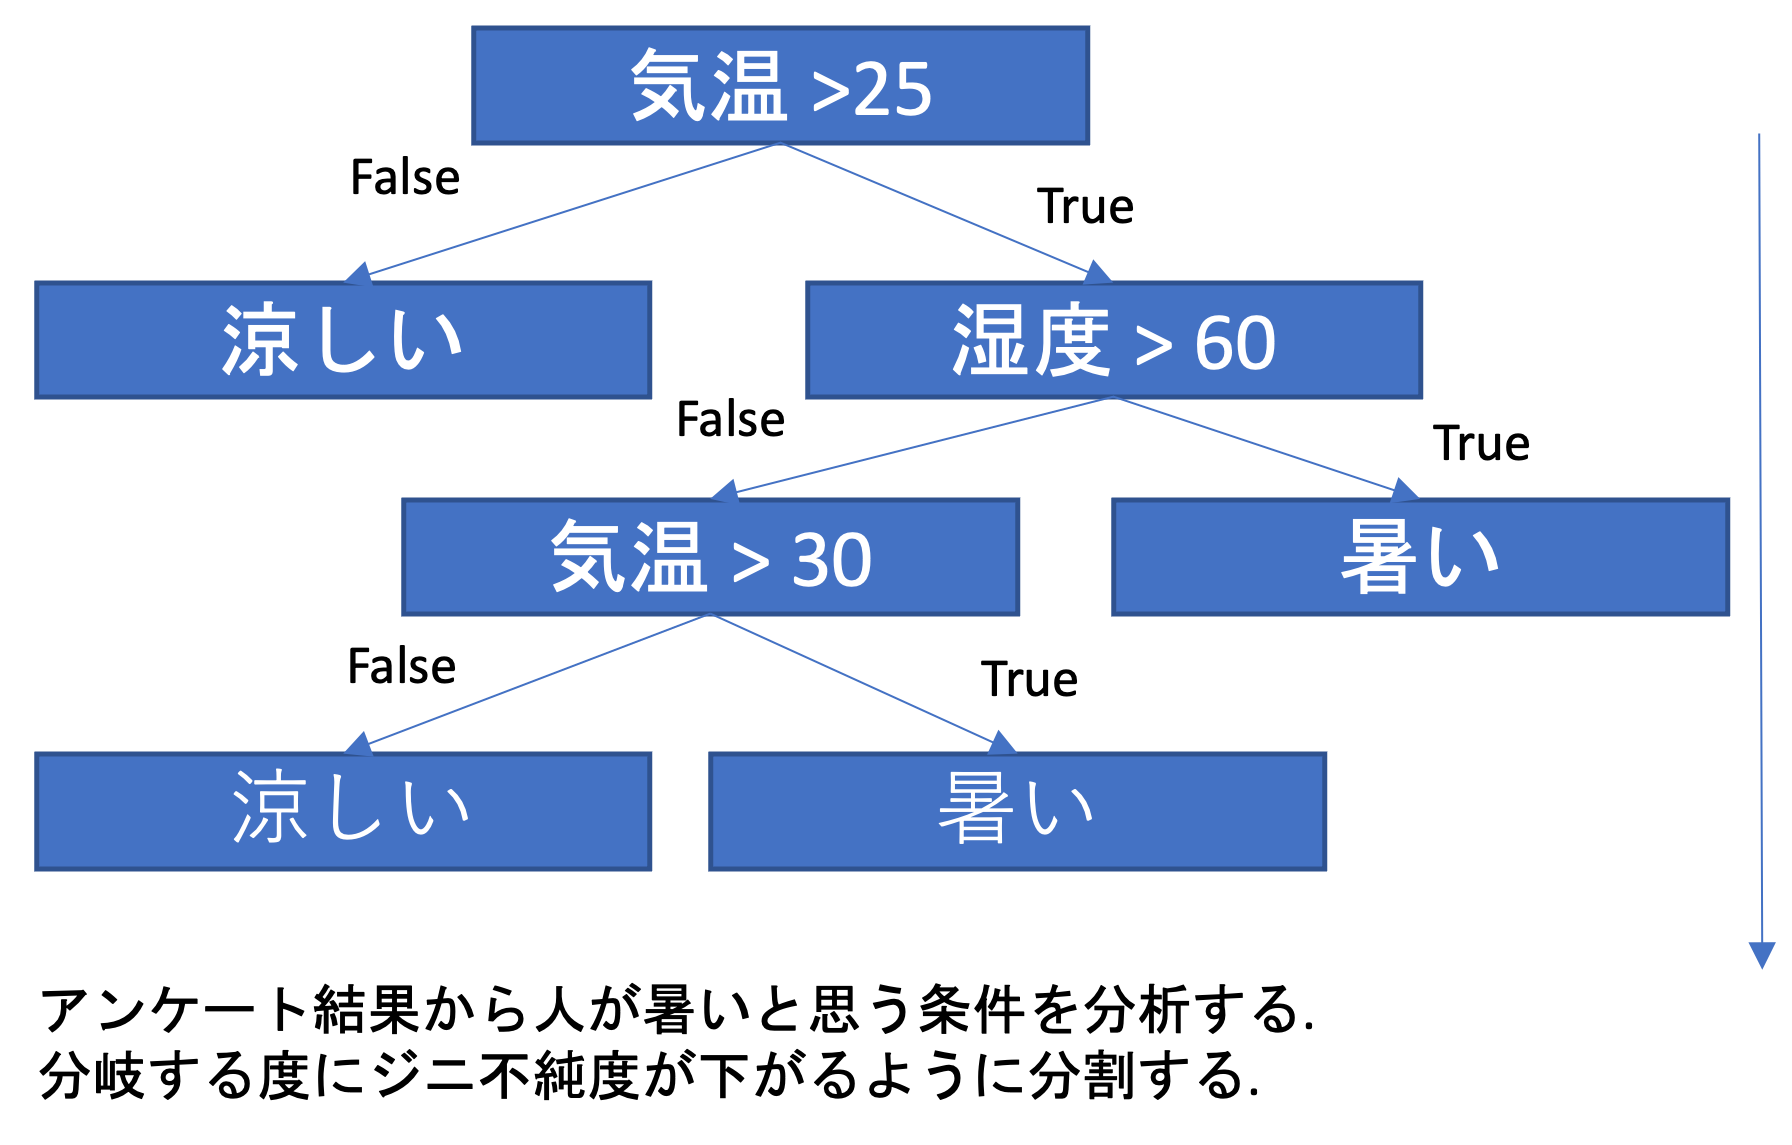 気温 >25
False
True
涼しい
湿度 > 60
False
True
気温 > 30
暑い
False
True
涼しい
暑い
アンケート結果から人が暑いと思う条件を分析する.
分岐する度にジニ不純度が下がるように分割する.